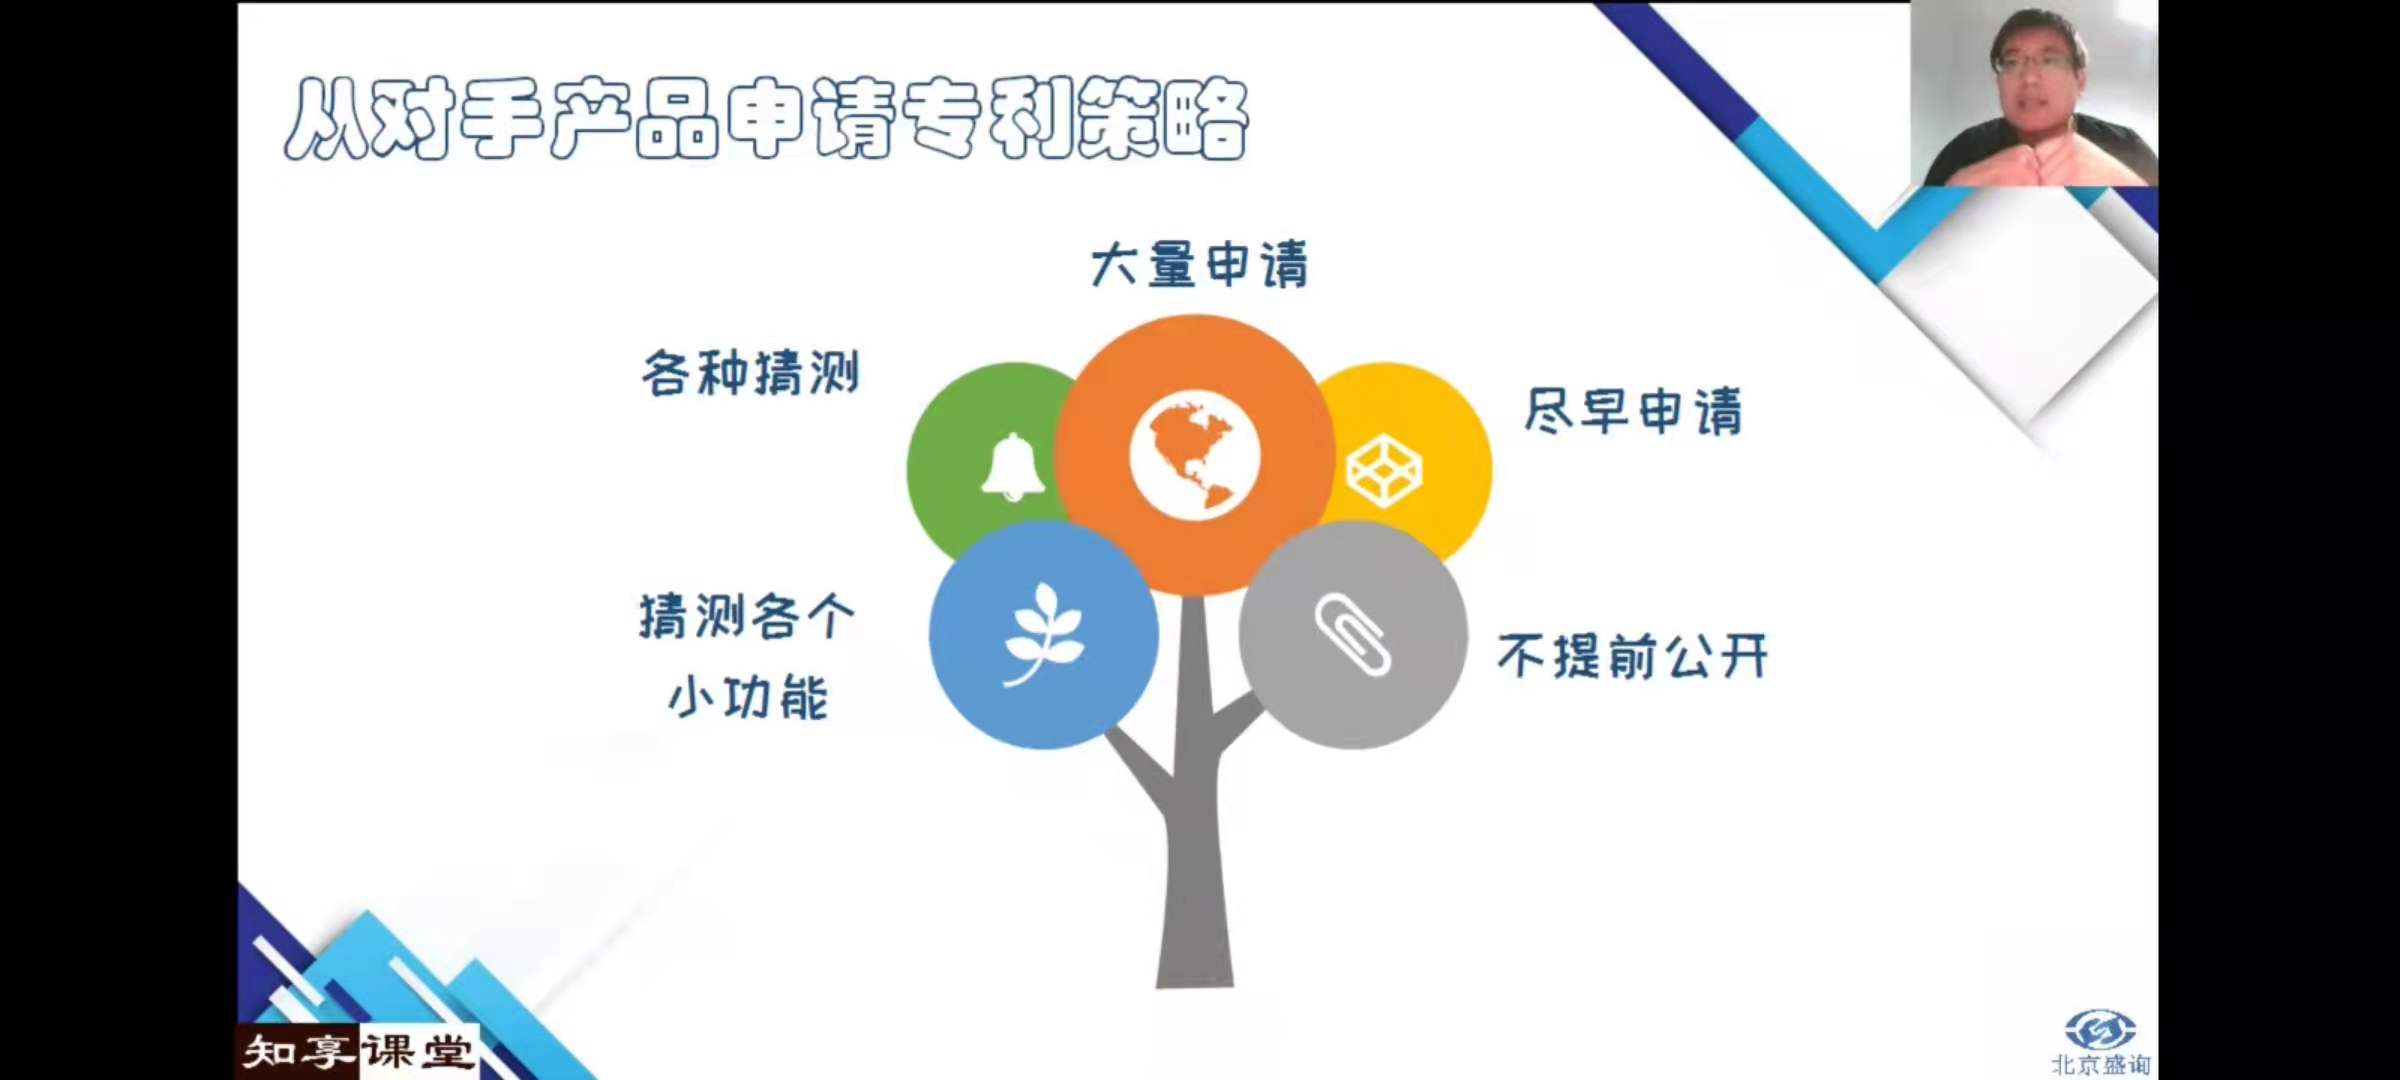 从对手产品申请专利策略
大量申请
各种猜测
尽早申请
猜测各个
小功能
不提前公开
知享课堂
北京盛询